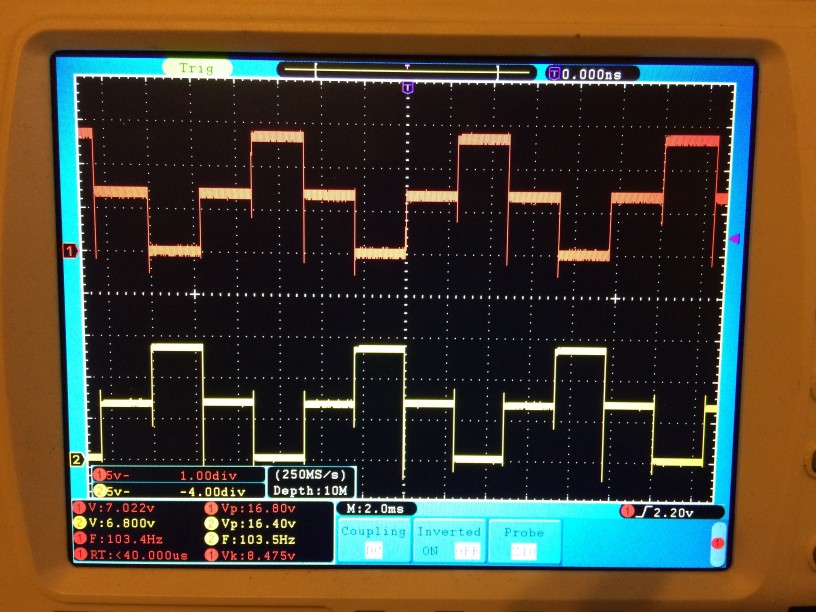 Trig
T 0.000ns
T
1
2
1 5v- 1.00div
2 5v- -4.00div
(250MS/s)
Depth:10M
1 V:7.022v 1 Vp:16.80v
2 V:6.800v 2 Vp:16.40v
1 F:103.4Hz 2 F:103.5Hz
1 RT:<40.000us 1 Vk:8.475v
M:2.0ms
1 2.20v
Coupling
Inverted
ON OFF
Probe
X10
1